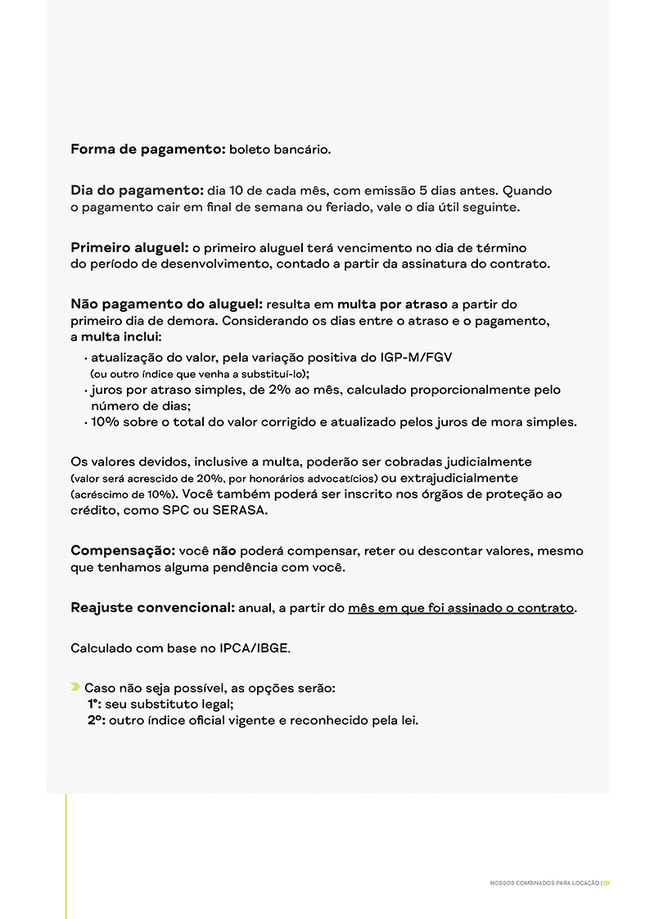 Forma de pagamento: boleto bancário.
Dia do pagamento: dia 10 de cada mês, com emissão 5 dias antes. Quando
o pagamento cair em final de semana ou feriado, vale o dia útil seguinte.
Primeiro aluguel: o primeiro aluguel terá vencimento no dia de término
do período de desenvolvimento, contado a partir da assinatura do contrato.
Não pagamento do aluguel: resulta em multa por atraso a partir do
primeiro dia de demora. Considerando os dias entre o atraso e o pagamento,
a multa inclui:
· atualização do valor, pela variação positiva do IGP-M/FGV
(ou outro índice que venha a substituí-lo);
· juros por atraso simples, de 2% ao mês, calculado proporcionalmente pelo
número de dias;
· 10% sobre o total do valor corrigido e atualizado pelos juros de mora simples.
Os valores devidos, inclusive a multa, poderão ser cobradas judicialmente
(valor será acrescido de 20%, por honorários advocatícios) ou extrajudicialmente
(acréscimo de 10%). Você também poderá ser inscrito nos órgãos de proteção ao
crédito, como SPC ou SERASA.
Compensação: você não poderá compensar, reter ou descontar valores, mesmo
que tenhamos alguma pendência com você.
Reajuste convencional: anual, a partir do mês em que foi assinado o contrato.
Calculado com base no IPCA/IBGE.
Caso não seja possível, as opções serão:
1º: seu substituto legal;
2º: outro índice oficial vigente e reconhecido pela lei.
NOSSOS COMBINADOS PARA LOCAÇÃO | 07